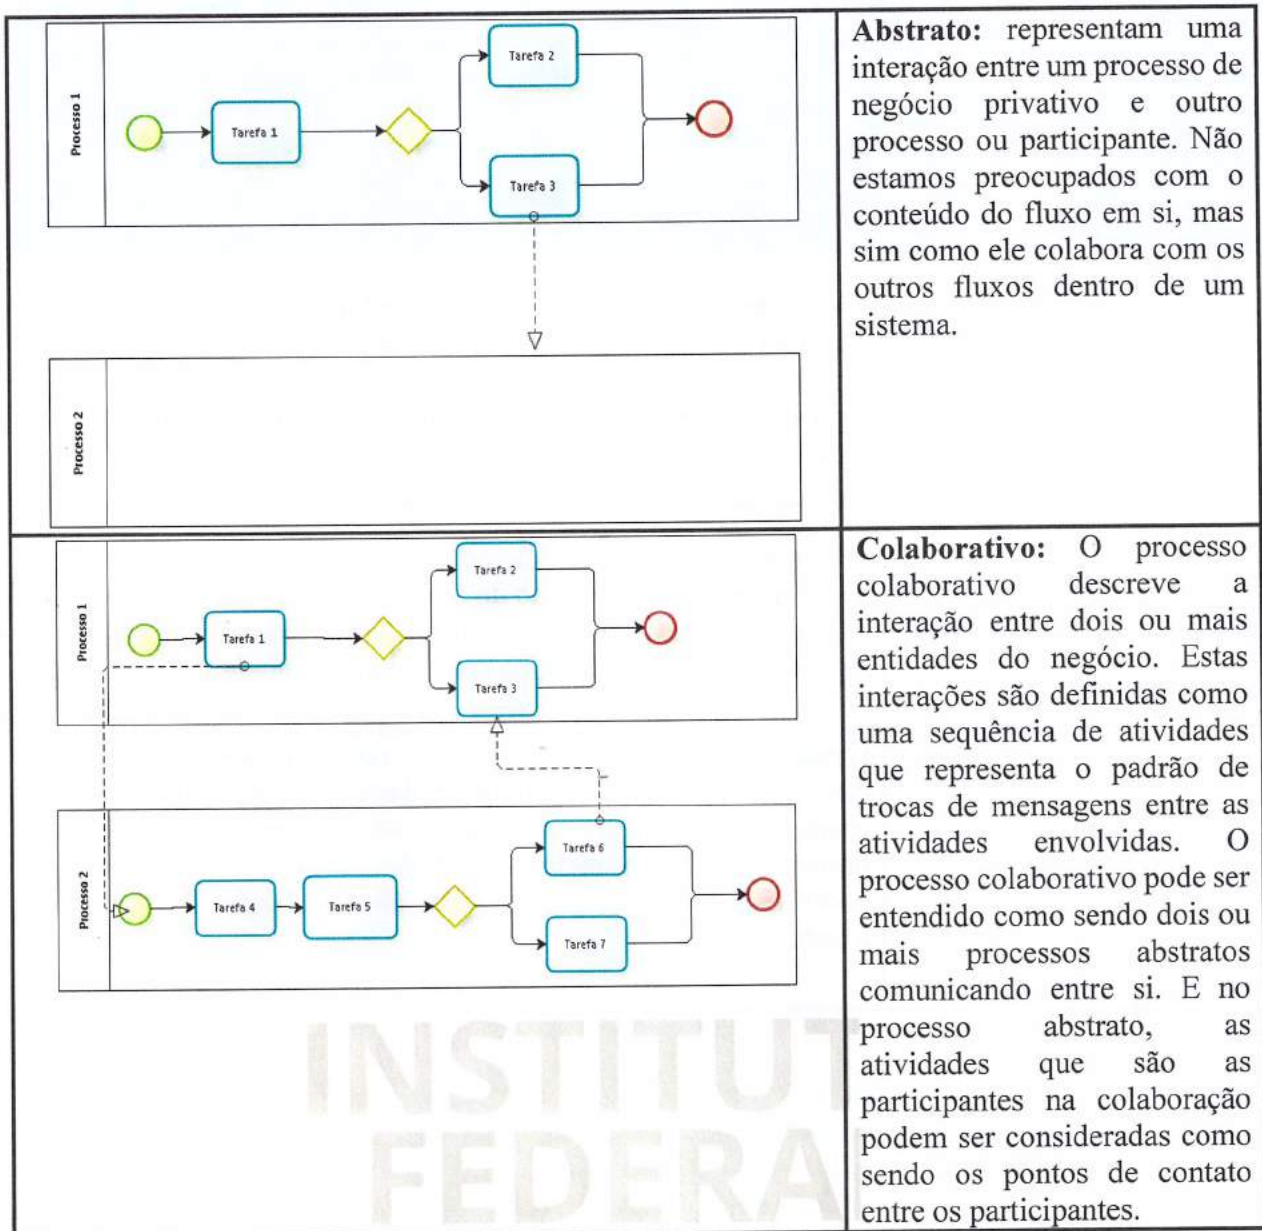 Processo 1
Tarefa 1
Tarefa 2
Tarefa 3
Processo 2
Abstrato: representam uma
interação entre um processo de
negócio privativo e outro
processo ou participante. Não
estamos preocupados com o
conteúdo do fluxo em si, mas
sim como ele colabora com os
outros fluxos dentro de um
sistema.
Processo 1
Tarefa 1
Tarefa 2
Tarefa 3
Processo 2
Tarefa 4
Tarefa 5
Tarefa 6
Tarefa 7
Colaborativo: O processo
colaborativo descreve a
interação entre dois ou mais
entidades do negócio. Estas
interações são definidas como
uma sequência de atividades
que representa o padrão de
trocas de mensagens entre as
atividades envolvidas. O
processo colaborativo pode ser
entendido como sendo dois ou
mais processos abstratos
comunicando entre si. E no
processo abstrato, as
atividades que são as
participantes na colaboração
podem ser consideradas como
sendo os pontos de contato
entre os participantes.
INSTITUT
FEDERA